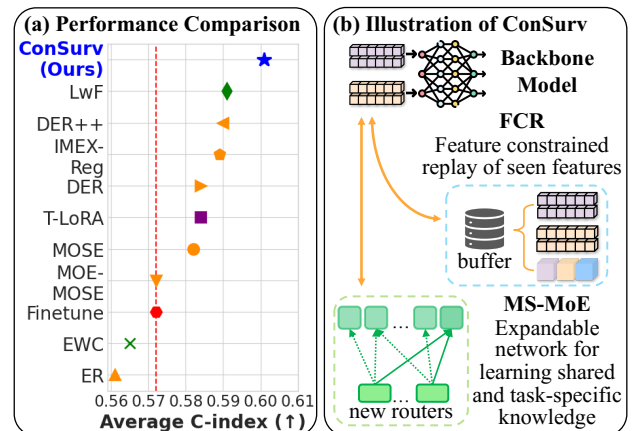 (a) Performance Comparison
ConSurv
(Ours)
LwF
DER++
IMEX-
Reg
DER
T-LoRA
MOSE
MOE-
MOSE
Finetune
EWC
ER
0.56 0.57 0.58 0.59 0.60 0.61
Average C-index (↑)
(b) Illustration of ConSurv
Backbone
Model
FCR
Feature constrained
replay of seen features
buffer
MS-MoE
Expandable
network for
learning shared
and task-specific
knowledge
...
...
new routers